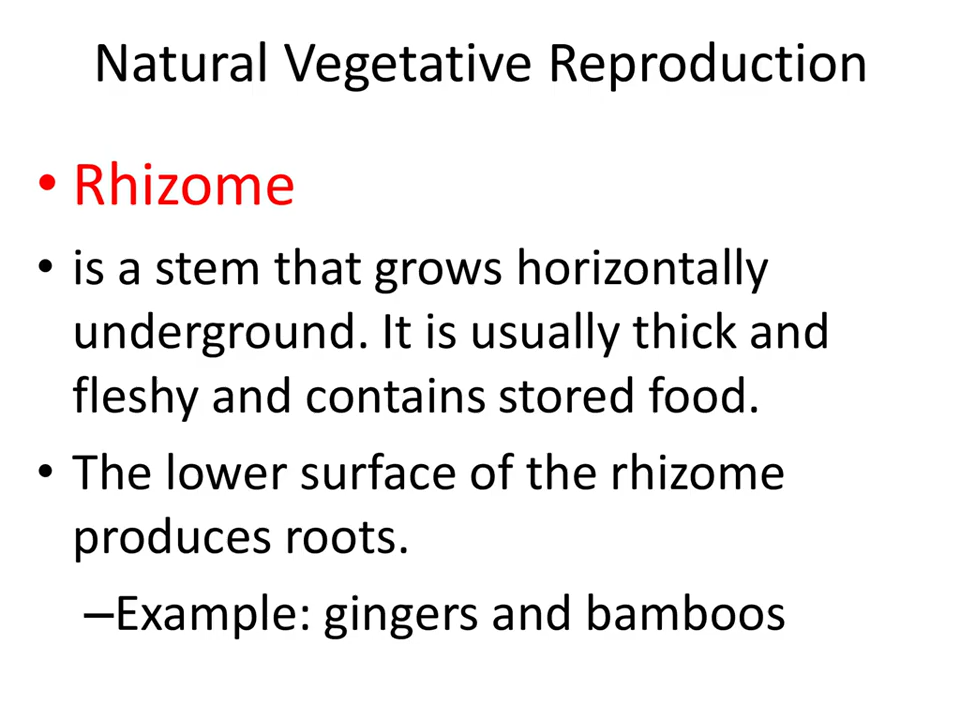 Natural Vegetative Reproduction
• Rhizome
• is a stem that grows horizontally
underground. It is usually thick and
fleshy and contains stored food.
• The lower surface of the rhizome
produces roots.
–Example: gingers and bamboos